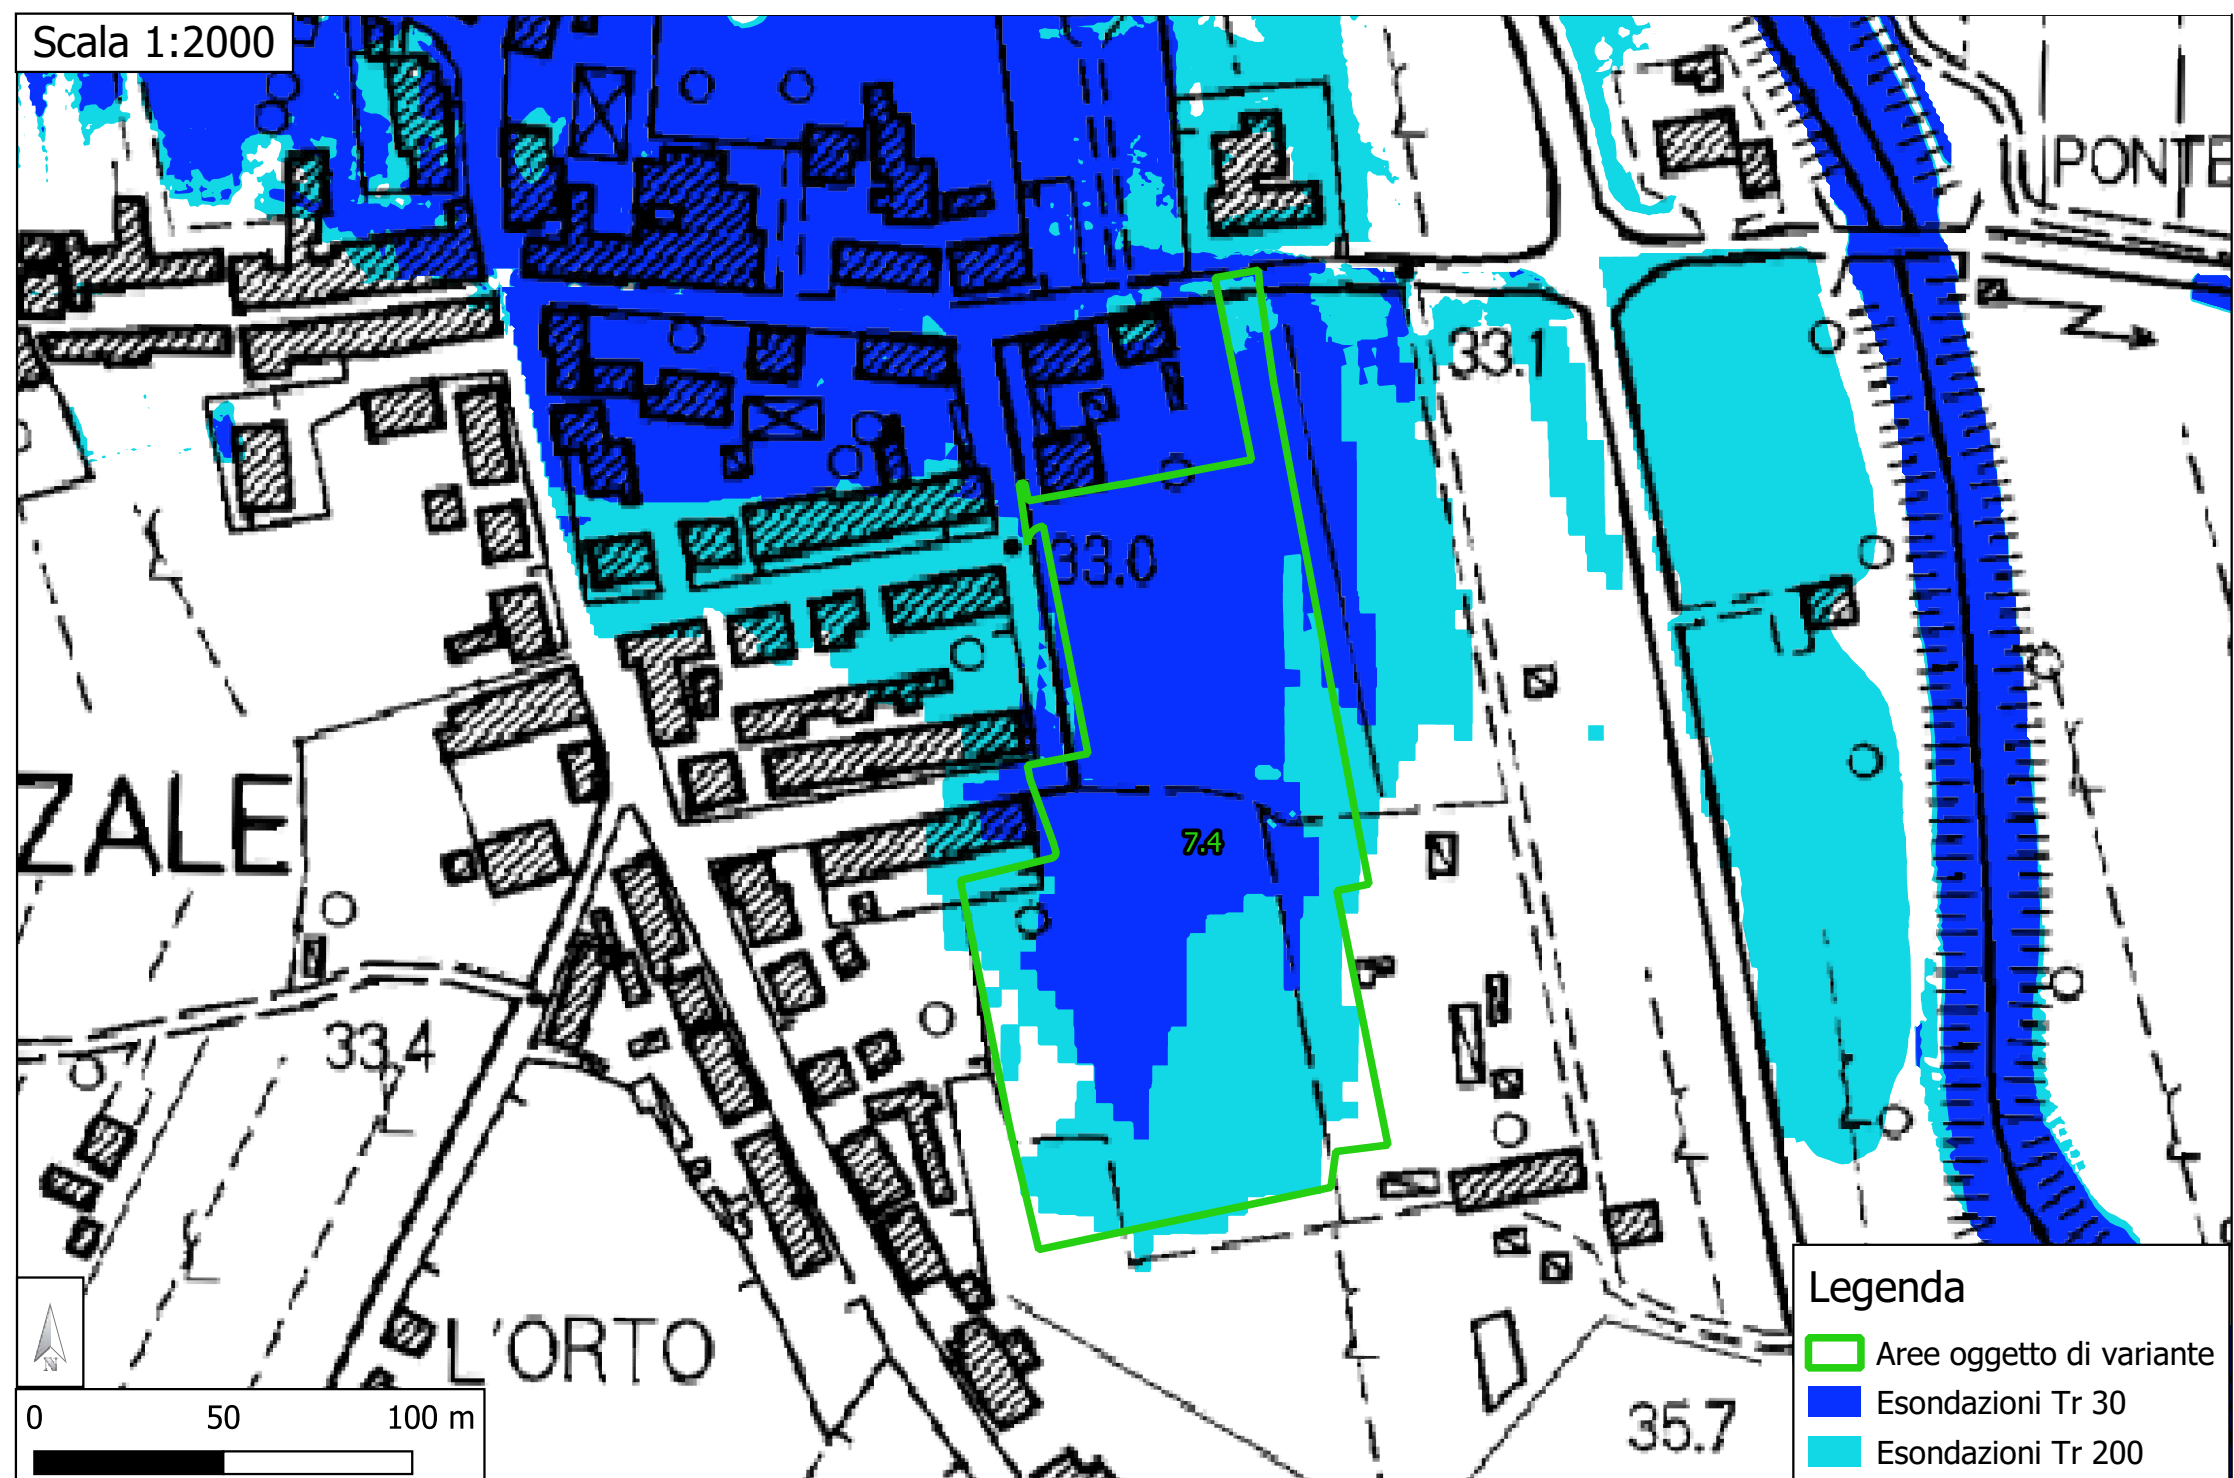 Scala 1:2000
PONTE
33.1
33.0
ZALE
7.4
33.4
L'ORTO
35.7
N
0 50 100 m
Legenda
Aree oggetto di variante
Esondazioni Tr 30
Esondazioni Tr 200